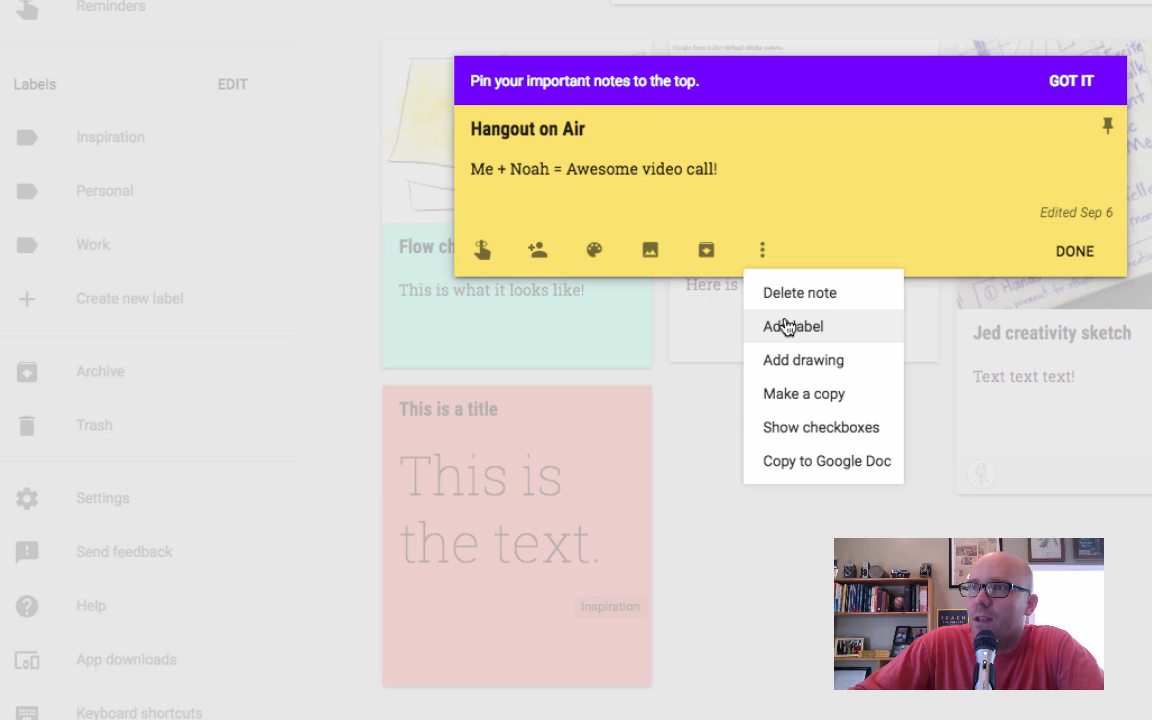 Reminders
Labels EDIT
Inspiration
Personal
Work
Create new label
Archive
Trash
Settings
Send feedback
Help
App downloads
Keyboard shortcuts
Pin your important notes to the top. GOT IT
Hangout on Air
Me + Noah = Awesome video call!
Edited Sep 6
DONE
Delete note
Add label
Add drawing
Make a copy
Show checkboxes
Copy to Google Doc
Flow ch
This is what it looks like!
Here is
This is a title
This is
the text.
Inspiration
Jed creativity sketch
Text text text!
TEACH